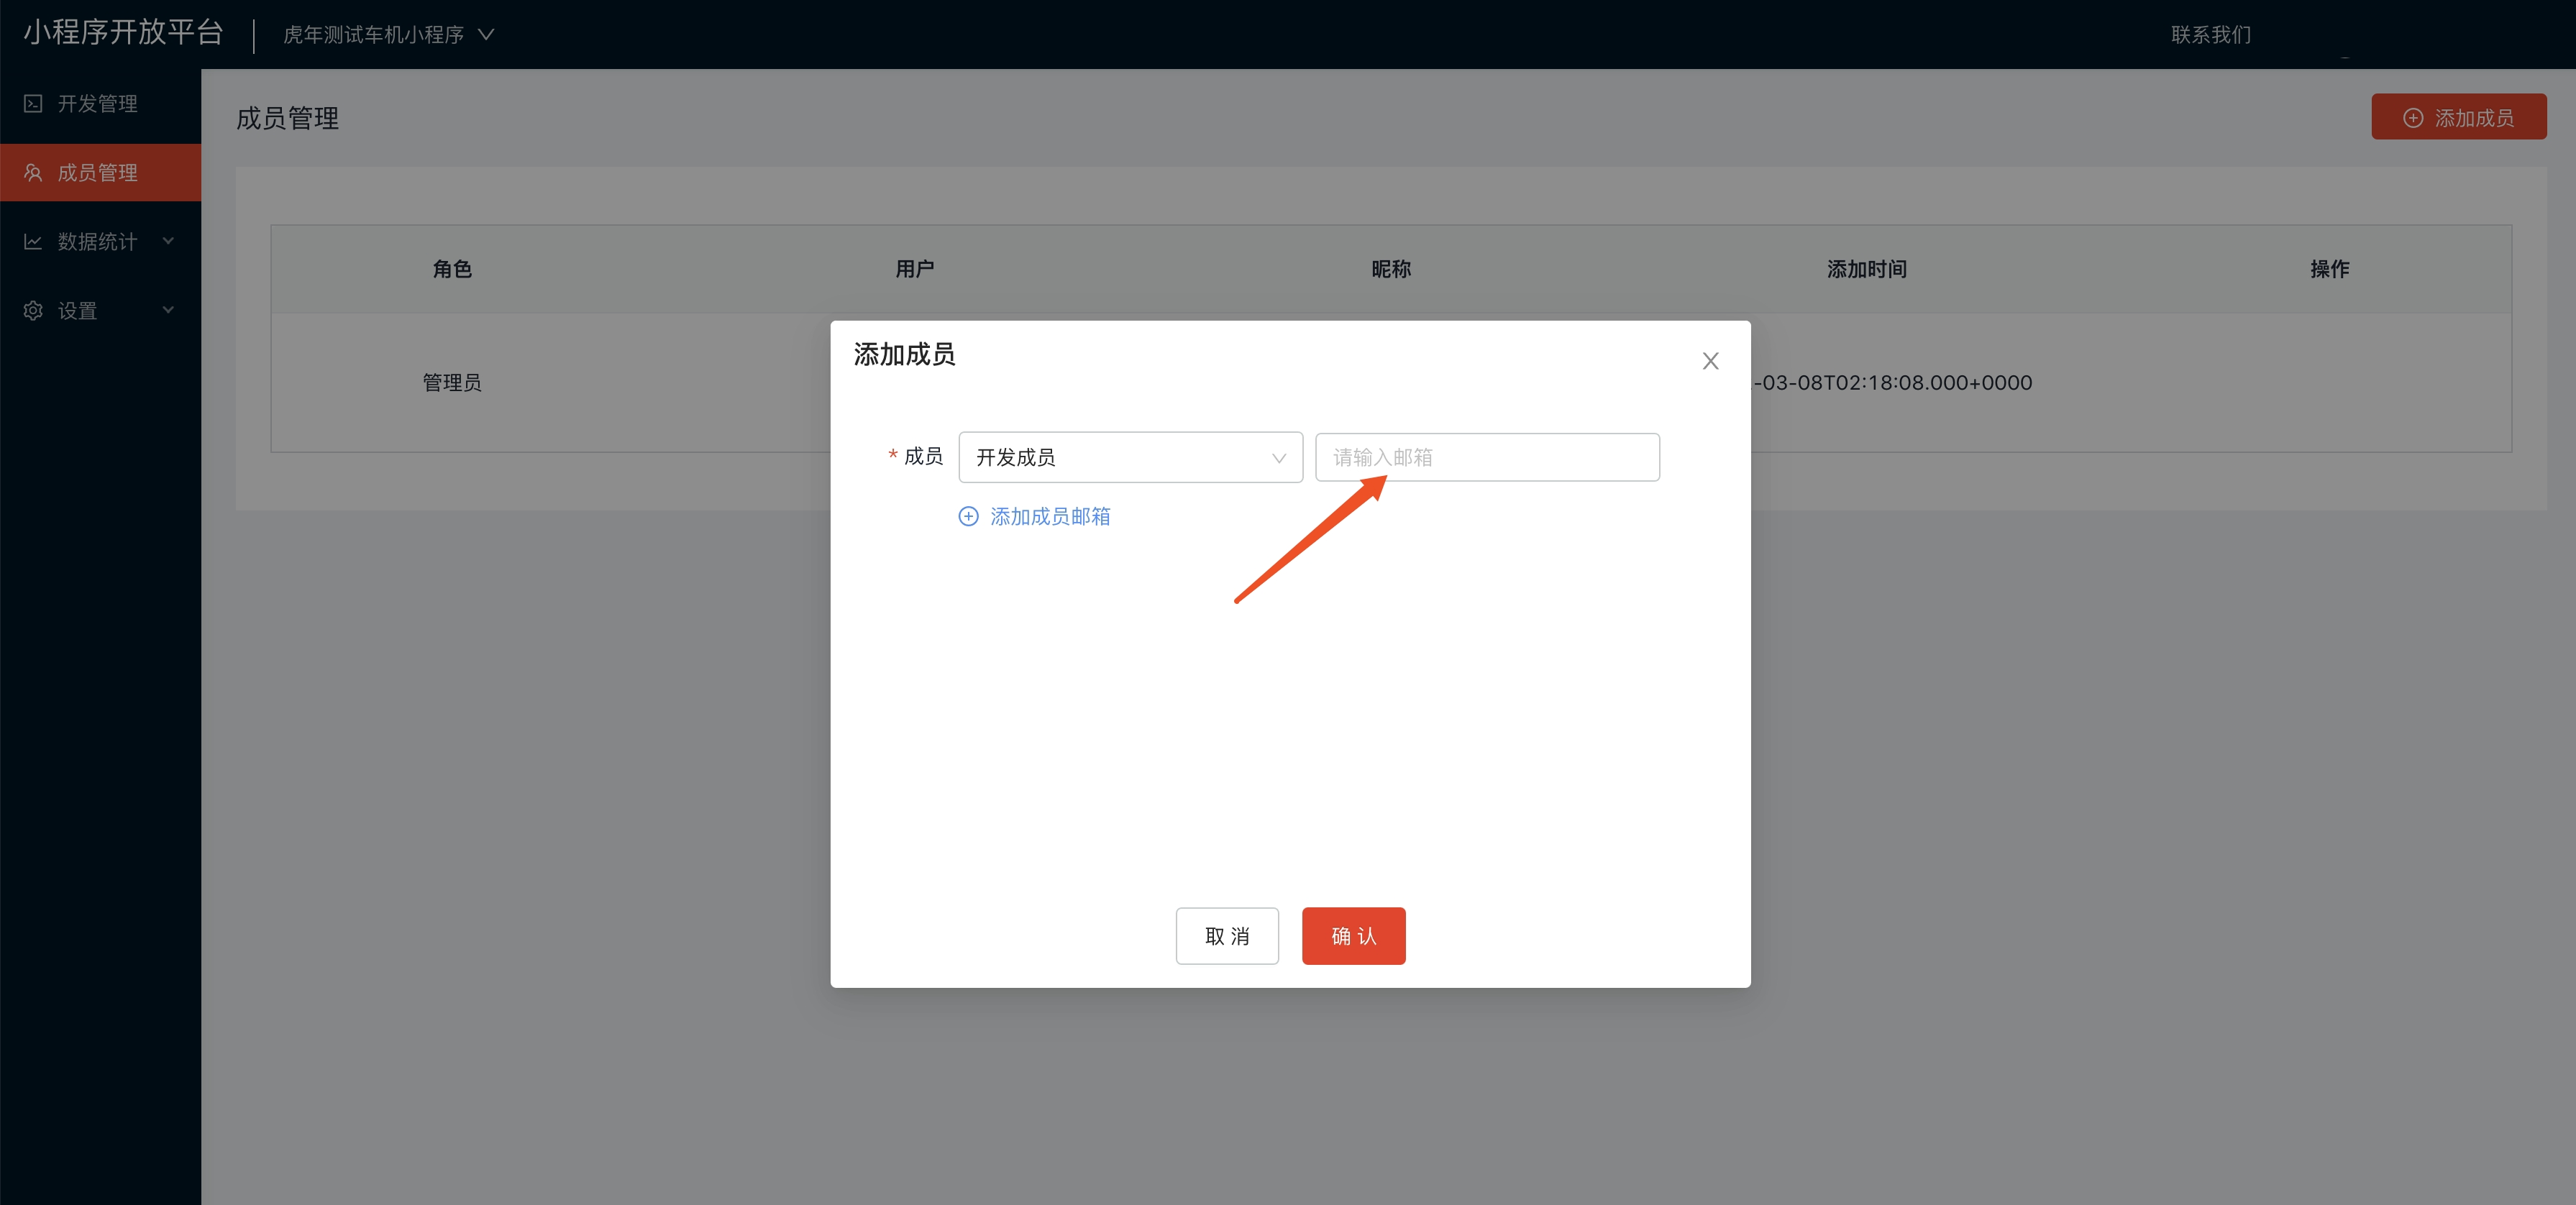 小程序开放平台
虎年测试车机小程序
联系我们
开发管理
成员管理
数据统计
设置
成员管理
添加成员
角色 用户 昵称 添加时间 操作
管理员 -03-08T02:18:08.000+0000
添加成员
* 成员 开发成员 请输入邮箱
添加成员邮箱
取 消 确 认